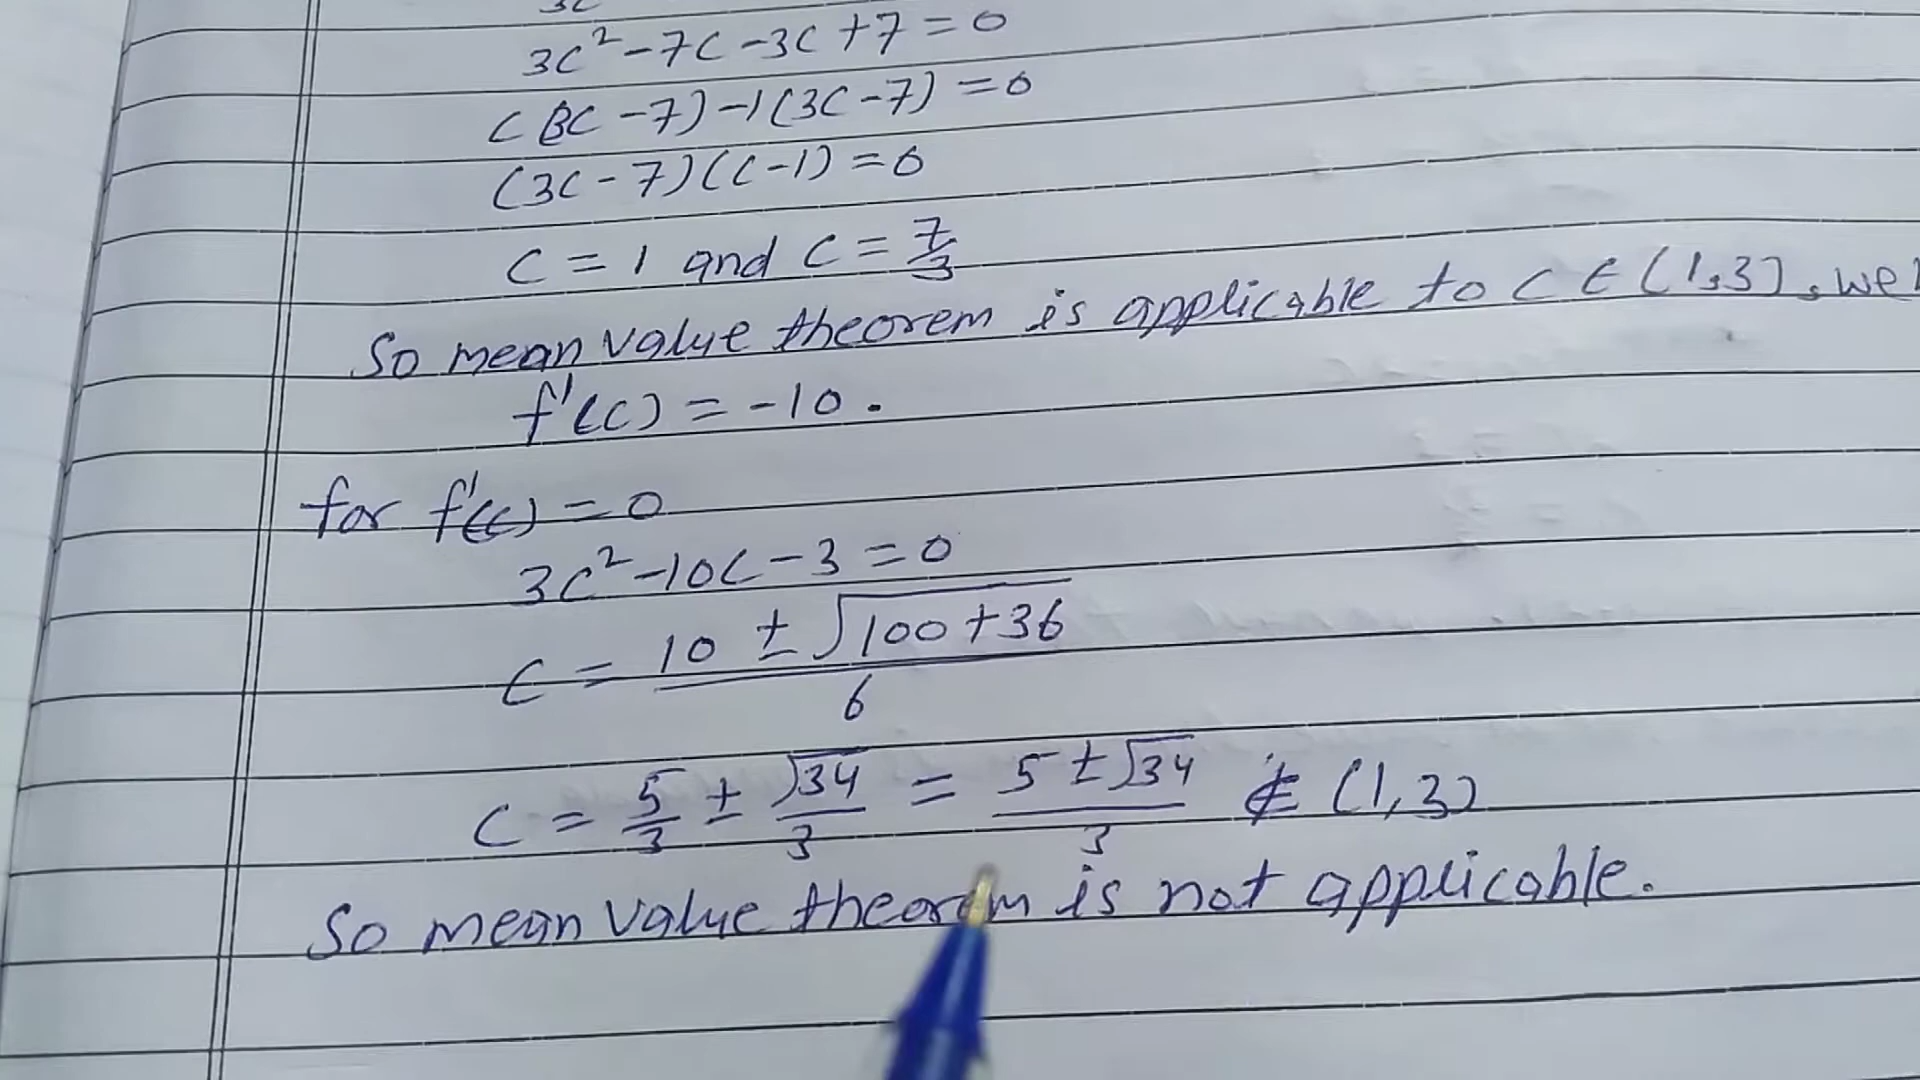 3c² - 7c - 3c + 7 = 0
c(3c - 7) - 1(3c - 7) = 0
(3c - 7)(c - 1) = 0
c = 1 and c = 7/3
So mean value theorem is applicable to c ∈ (1,3),
f'(c) = -10.
for f'(c) = 0
3c² - 10c - 3 = 0
c = (10 ± √(100 + 36))/6
c = 5/3 ± √34/3 = (5 ± √34)/3 ∉ (1,3)
So mean value theorem is not applicable.